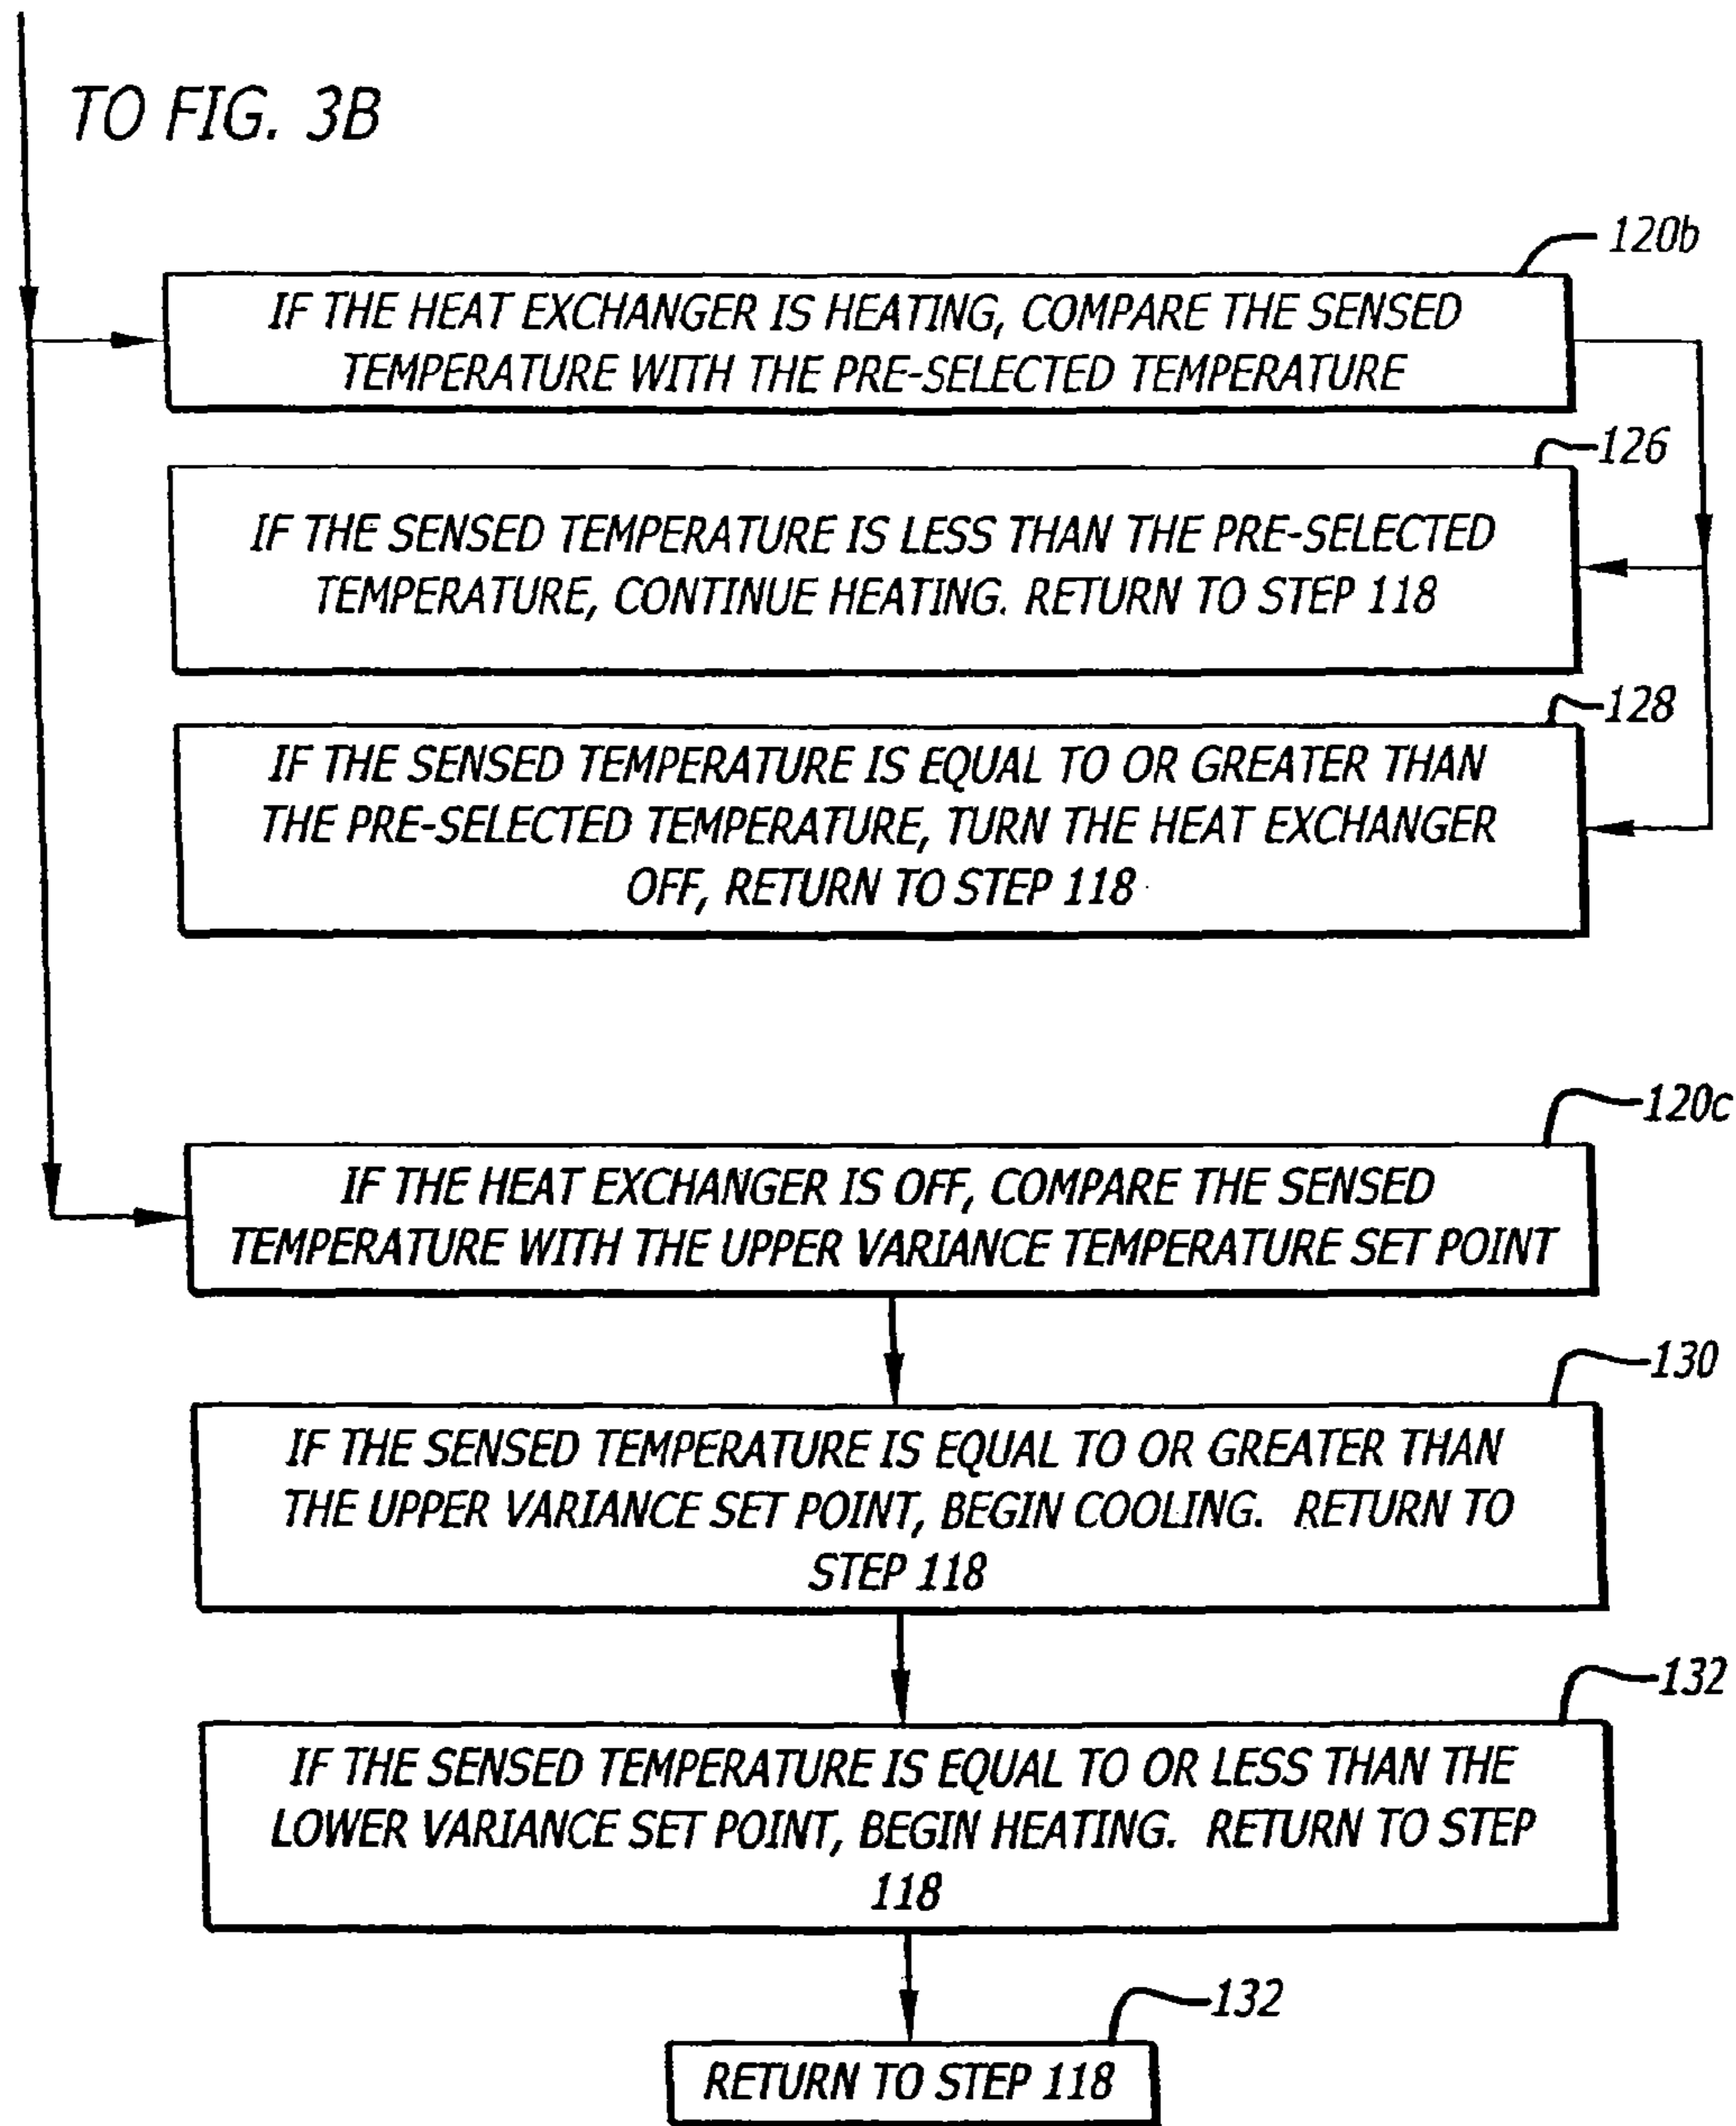 TO FIG. 3B
120b
IF THE HEAT EXCHANGER IS HEATING, COMPARE THE SENSED
TEMPERATURE WITH THE PRE-SELECTED TEMPERATURE
126
IF THE SENSED TEMPERATURE IS LESS THAN THE PRE-SELECTED
TEMPERATURE, CONTINUE HEATING. RETURN TO STEP 118
128
IF THE SENSED TEMPERATURE IS EQUAL TO OR GREATER THAN
THE PRE-SELECTED TEMPERATURE, TURN THE HEAT EXCHANGER
OFF, RETURN TO STEP 118
120c
IF THE HEAT EXCHANGER IS OFF, COMPARE THE SENSED
TEMPERATURE WITH THE UPPER VARIANCE TEMPERATURE SET POINT
130
IF THE SENSED TEMPERATURE IS EQUAL TO OR GREATER THAN
THE UPPER VARIANCE SET POINT, BEGIN COOLING. RETURN TO
STEP 118
132
IF THE SENSED TEMPERATURE IS EQUAL TO OR LESS THAN THE
LOWER VARIANCE SET POINT, BEGIN HEATING. RETURN TO STEP
118
132
RETURN TO STEP 118